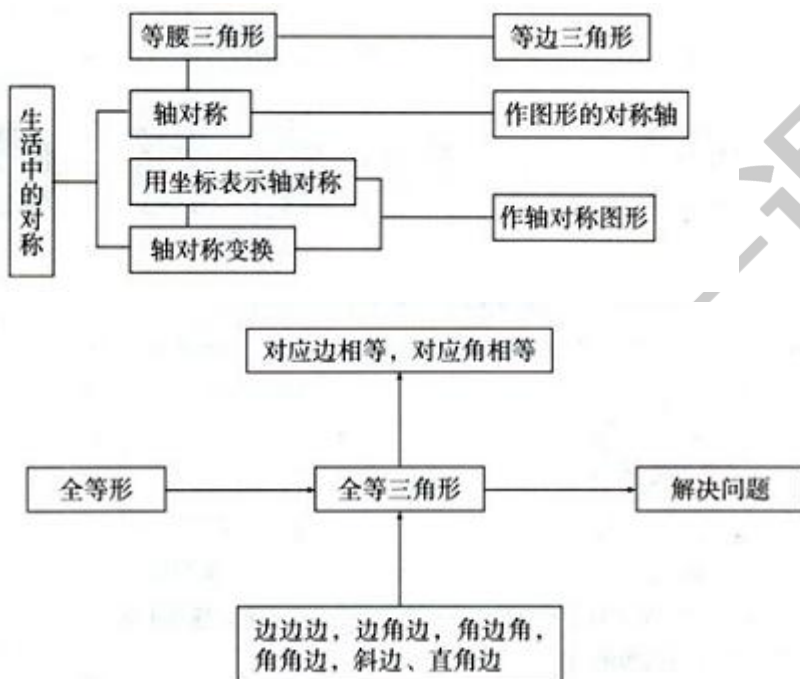 等腰三角形
等边三角形
生活中的对称
轴对称
作图形的对称轴
用坐标表示轴对称
作轴对称图形
轴对称变换
对应边相等，对应角相等
全等形
全等三角形
解决问题
边边边，边角边，角边角，
角角边，斜边、直角边